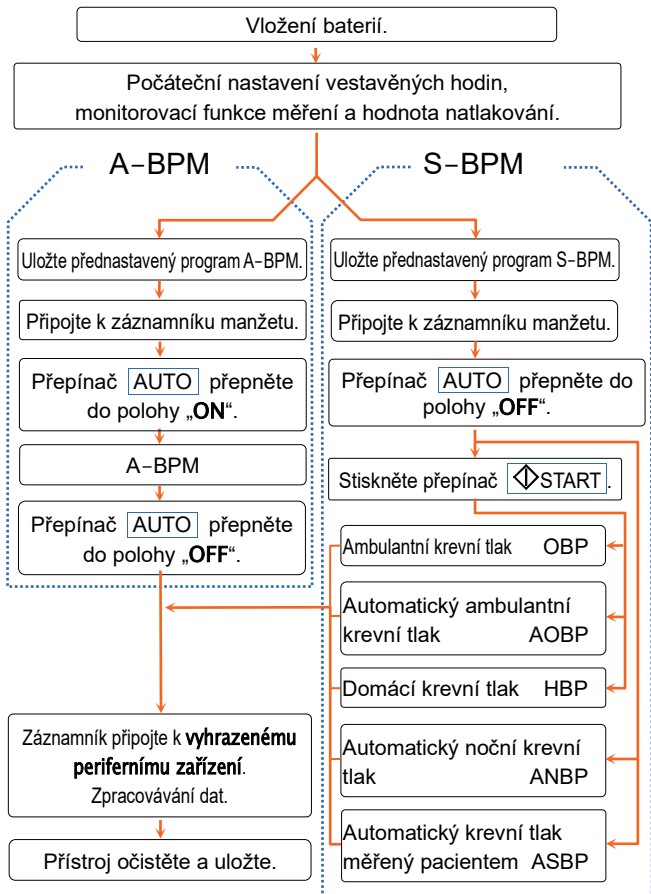 Vložení baterií.
Počáteční nastavení vestavěných hodin,
monitorovací funkce měření a hodnota natlakování.
A-BPM
Uložte přednastavený program A-BPM.
Připojte k záznamníku manžetu.
Přepínač AUTO přepněte
do polohy „ON“.
A-BPM
Přepínač AUTO přepněte
do polohy „OFF“.
S-BPM
Uložte přednastavený program S-BPM.
Připojte k záznamníku manžetu.
Přepínač AUTO přepněte do
polohy „OFF“.
Stiskněte přepínač START.
Ambulantní krevní tlak OBP
Automatický ambulantní
krevní tlak AOBP
Domácí krevní tlak HBP
Automatický noční krevní
tlak ANBP
Automatický krevní tlak
měřený pacientem ASBP
Záznamník připojte k vyhrazenému
perifernímu zařízení.
Zpracovávání dat.
Přístroj očistěte a uložte.